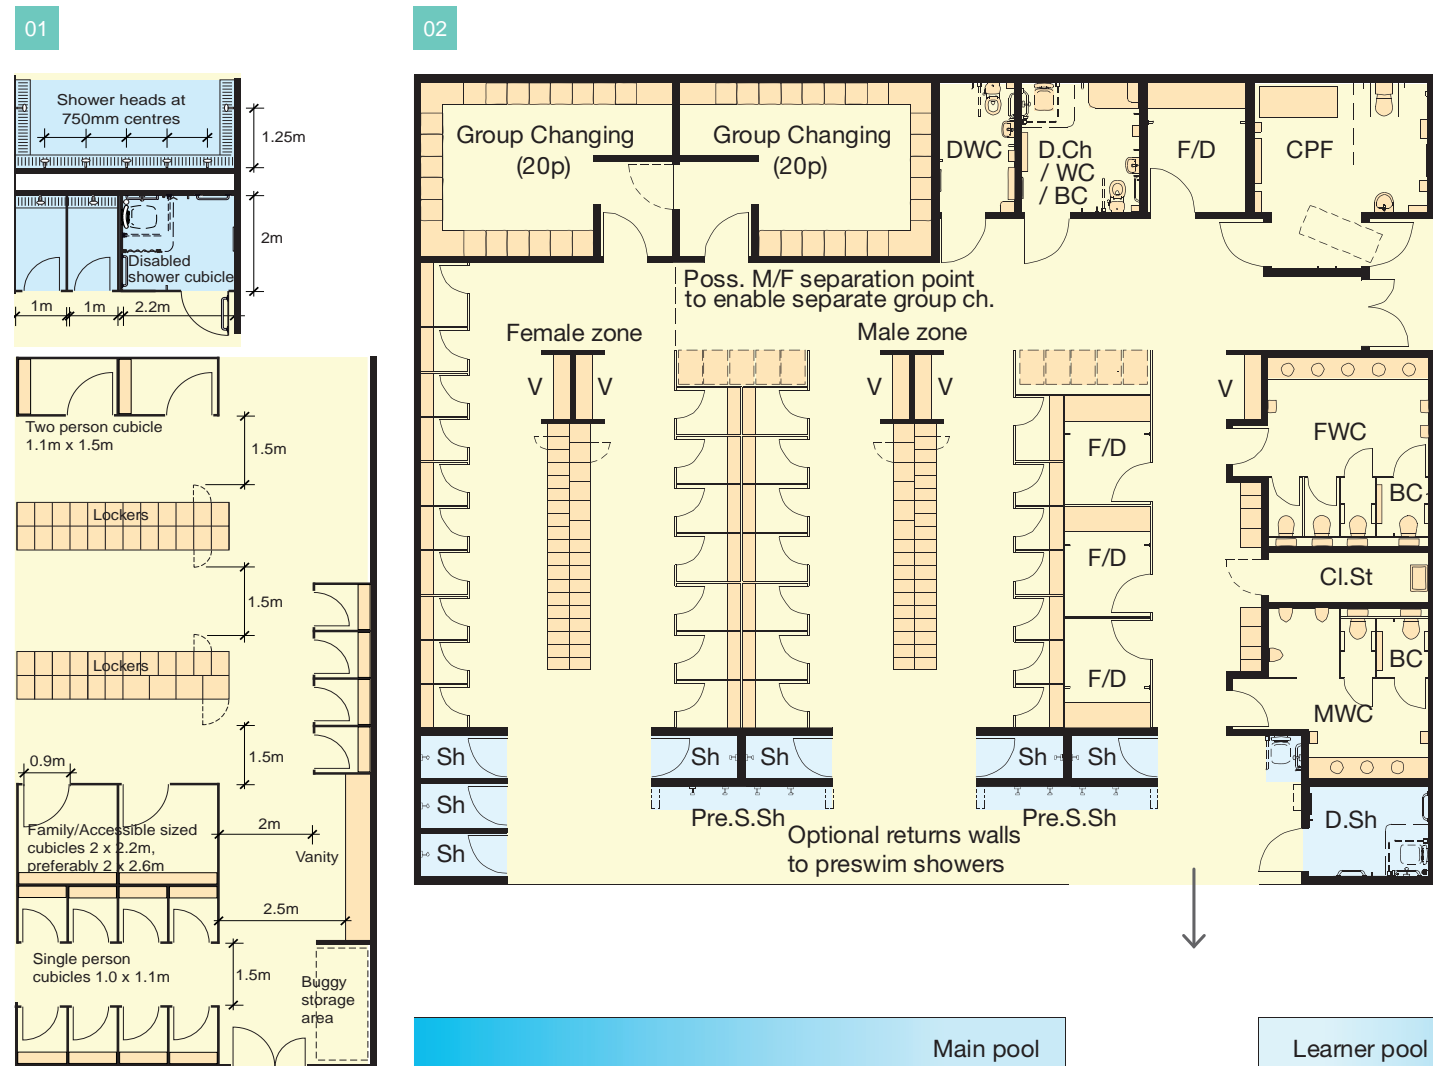 01
Shower heads at
750mm centres
1.25m
2m
Disabled
shower cubicle
1m
1m
2.2m
Two person cubicle
1.1m x 1.5m
1.5m
Lockers
1.5m
Lockers
1.5m
0.9m
Family/Accessible sized
cubicles 2 x 2.2m,
preferably 2 x 2.6m
2m
Vanity
2.5m
Single person
cubicles 1.0 x 1.1m
1.5m
Buggy
storage
area
02
Group Changing
(20p)
Group Changing
(20p)
DWC
D.Ch
/ WC
/ BC
F/D
CPF
Poss. M/F separation point
to enable separate group ch.
Female zone
Male zone
V
V
V
V
V
F/D
FWC
BC
F/D
Cl.St
F/D
BC
MWC
Sh
Sh
Sh
Sh
Sh
Sh
Sh
Pre.S.Sh
Pre.S.Sh
D.Sh
Optional returns walls
to preswim showers
Main pool
Learner pool